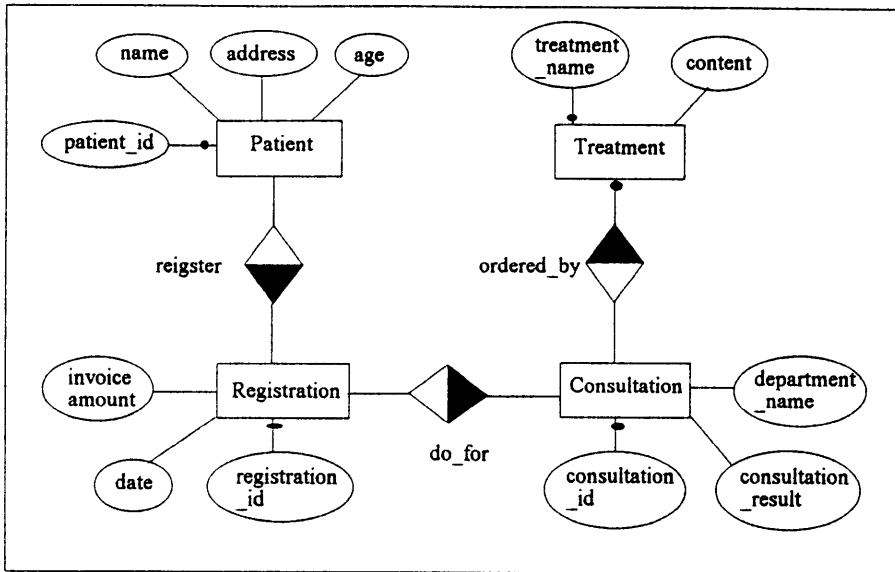 name
address
age
treatment
_name
content
patient_id
Patient
Treatment
reigster
ordered_by
invoice
amount
Registration
Consultation
department
_name
date
registration
_id
do_for
consultation
_id
consultation
_result